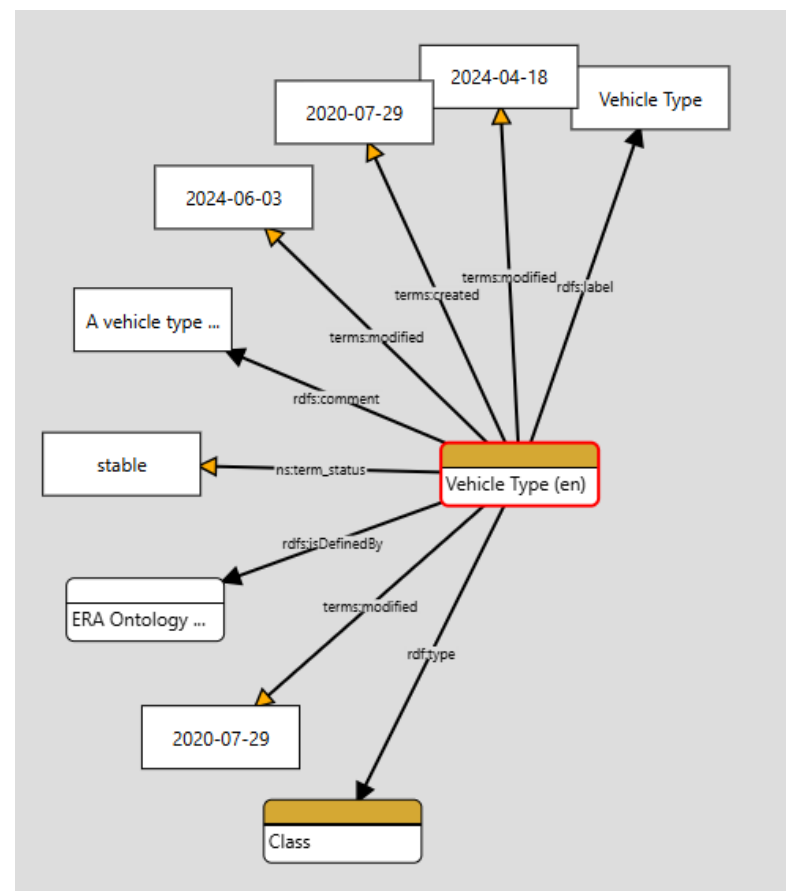 2024-04-18
Vehicle Type
2020-07-29
2024-06-03
terms:modified
rdfs:label
terms:created
A vehicle type ...
terms:modified
rdfs:comment
stable
ns:term_status
Vehicle Type (en)
rdfs:isDefinedBy
ERA Ontology ...
terms:modified
rdf:type
2020-07-29
Class